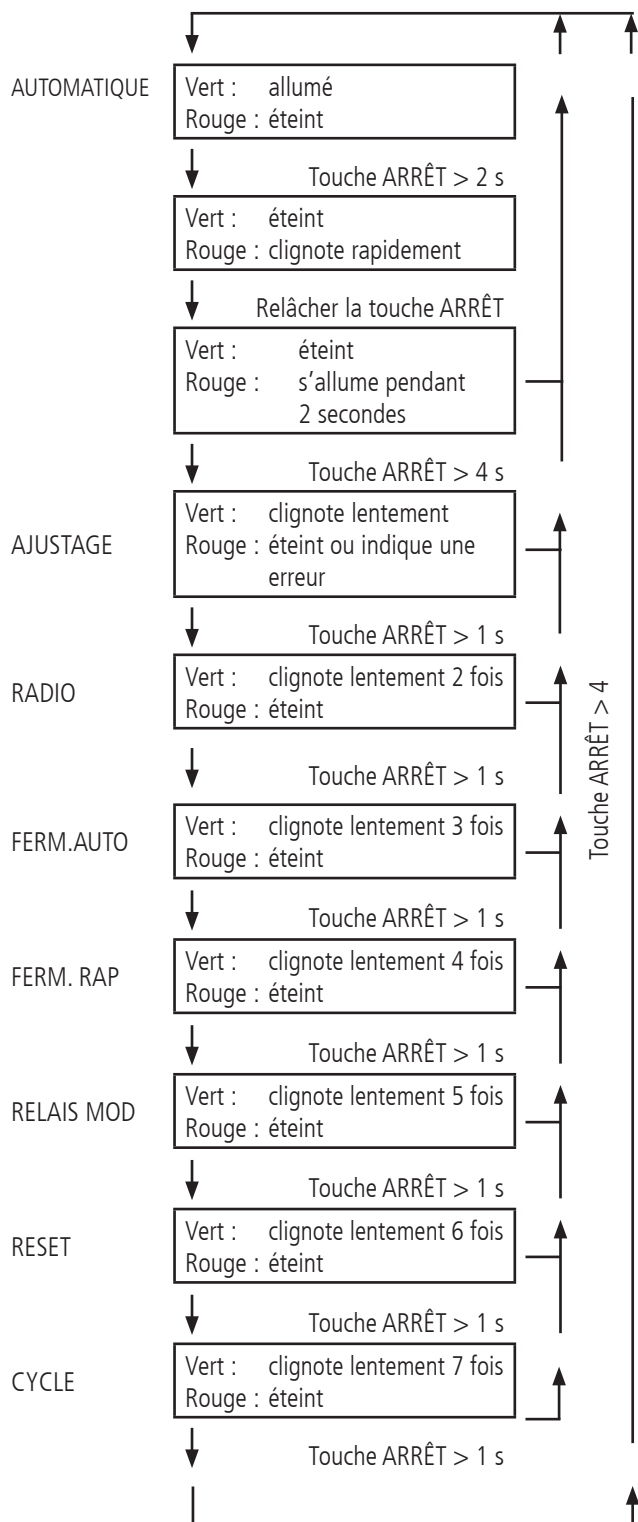 AUTOMATIQUE
Vert : allumé
Rouge : éteint
Touche ARRÊT > 2 s
Vert : éteint
Rouge : clignote rapidement
Relâcher la touche ARRÊT
Vert : éteint
Rouge : s’allume pendant
2 secondes
Touche ARRÊT > 4 s
AJUSTAGE
Vert : clignote lentement
Rouge : éteint ou indique une
erreur
Touche ARRÊT > 1 s
RADIO
Vert : clignote lentement 2 fois
Rouge : éteint
Touche ARRÊT > 1 s
FERM.AUTO
Vert : clignote lentement 3 fois
Rouge : éteint
Touche ARRÊT > 1 s
FERM. RAP
Vert : clignote lentement 4 fois
Rouge : éteint
Touche ARRÊT > 1 s
RELAIS MOD
Vert : clignote lentement 5 fois
Rouge : éteint
Touche ARRÊT > 1 s
RESET
Vert : clignote lentement 6 fois
Rouge : éteint
Touche ARRÊT > 1 s
CYCLE
Vert : clignote lentement 7 fois
Rouge : éteint
Touche ARRÊT > 1 s
Touche ARRÊT > 4